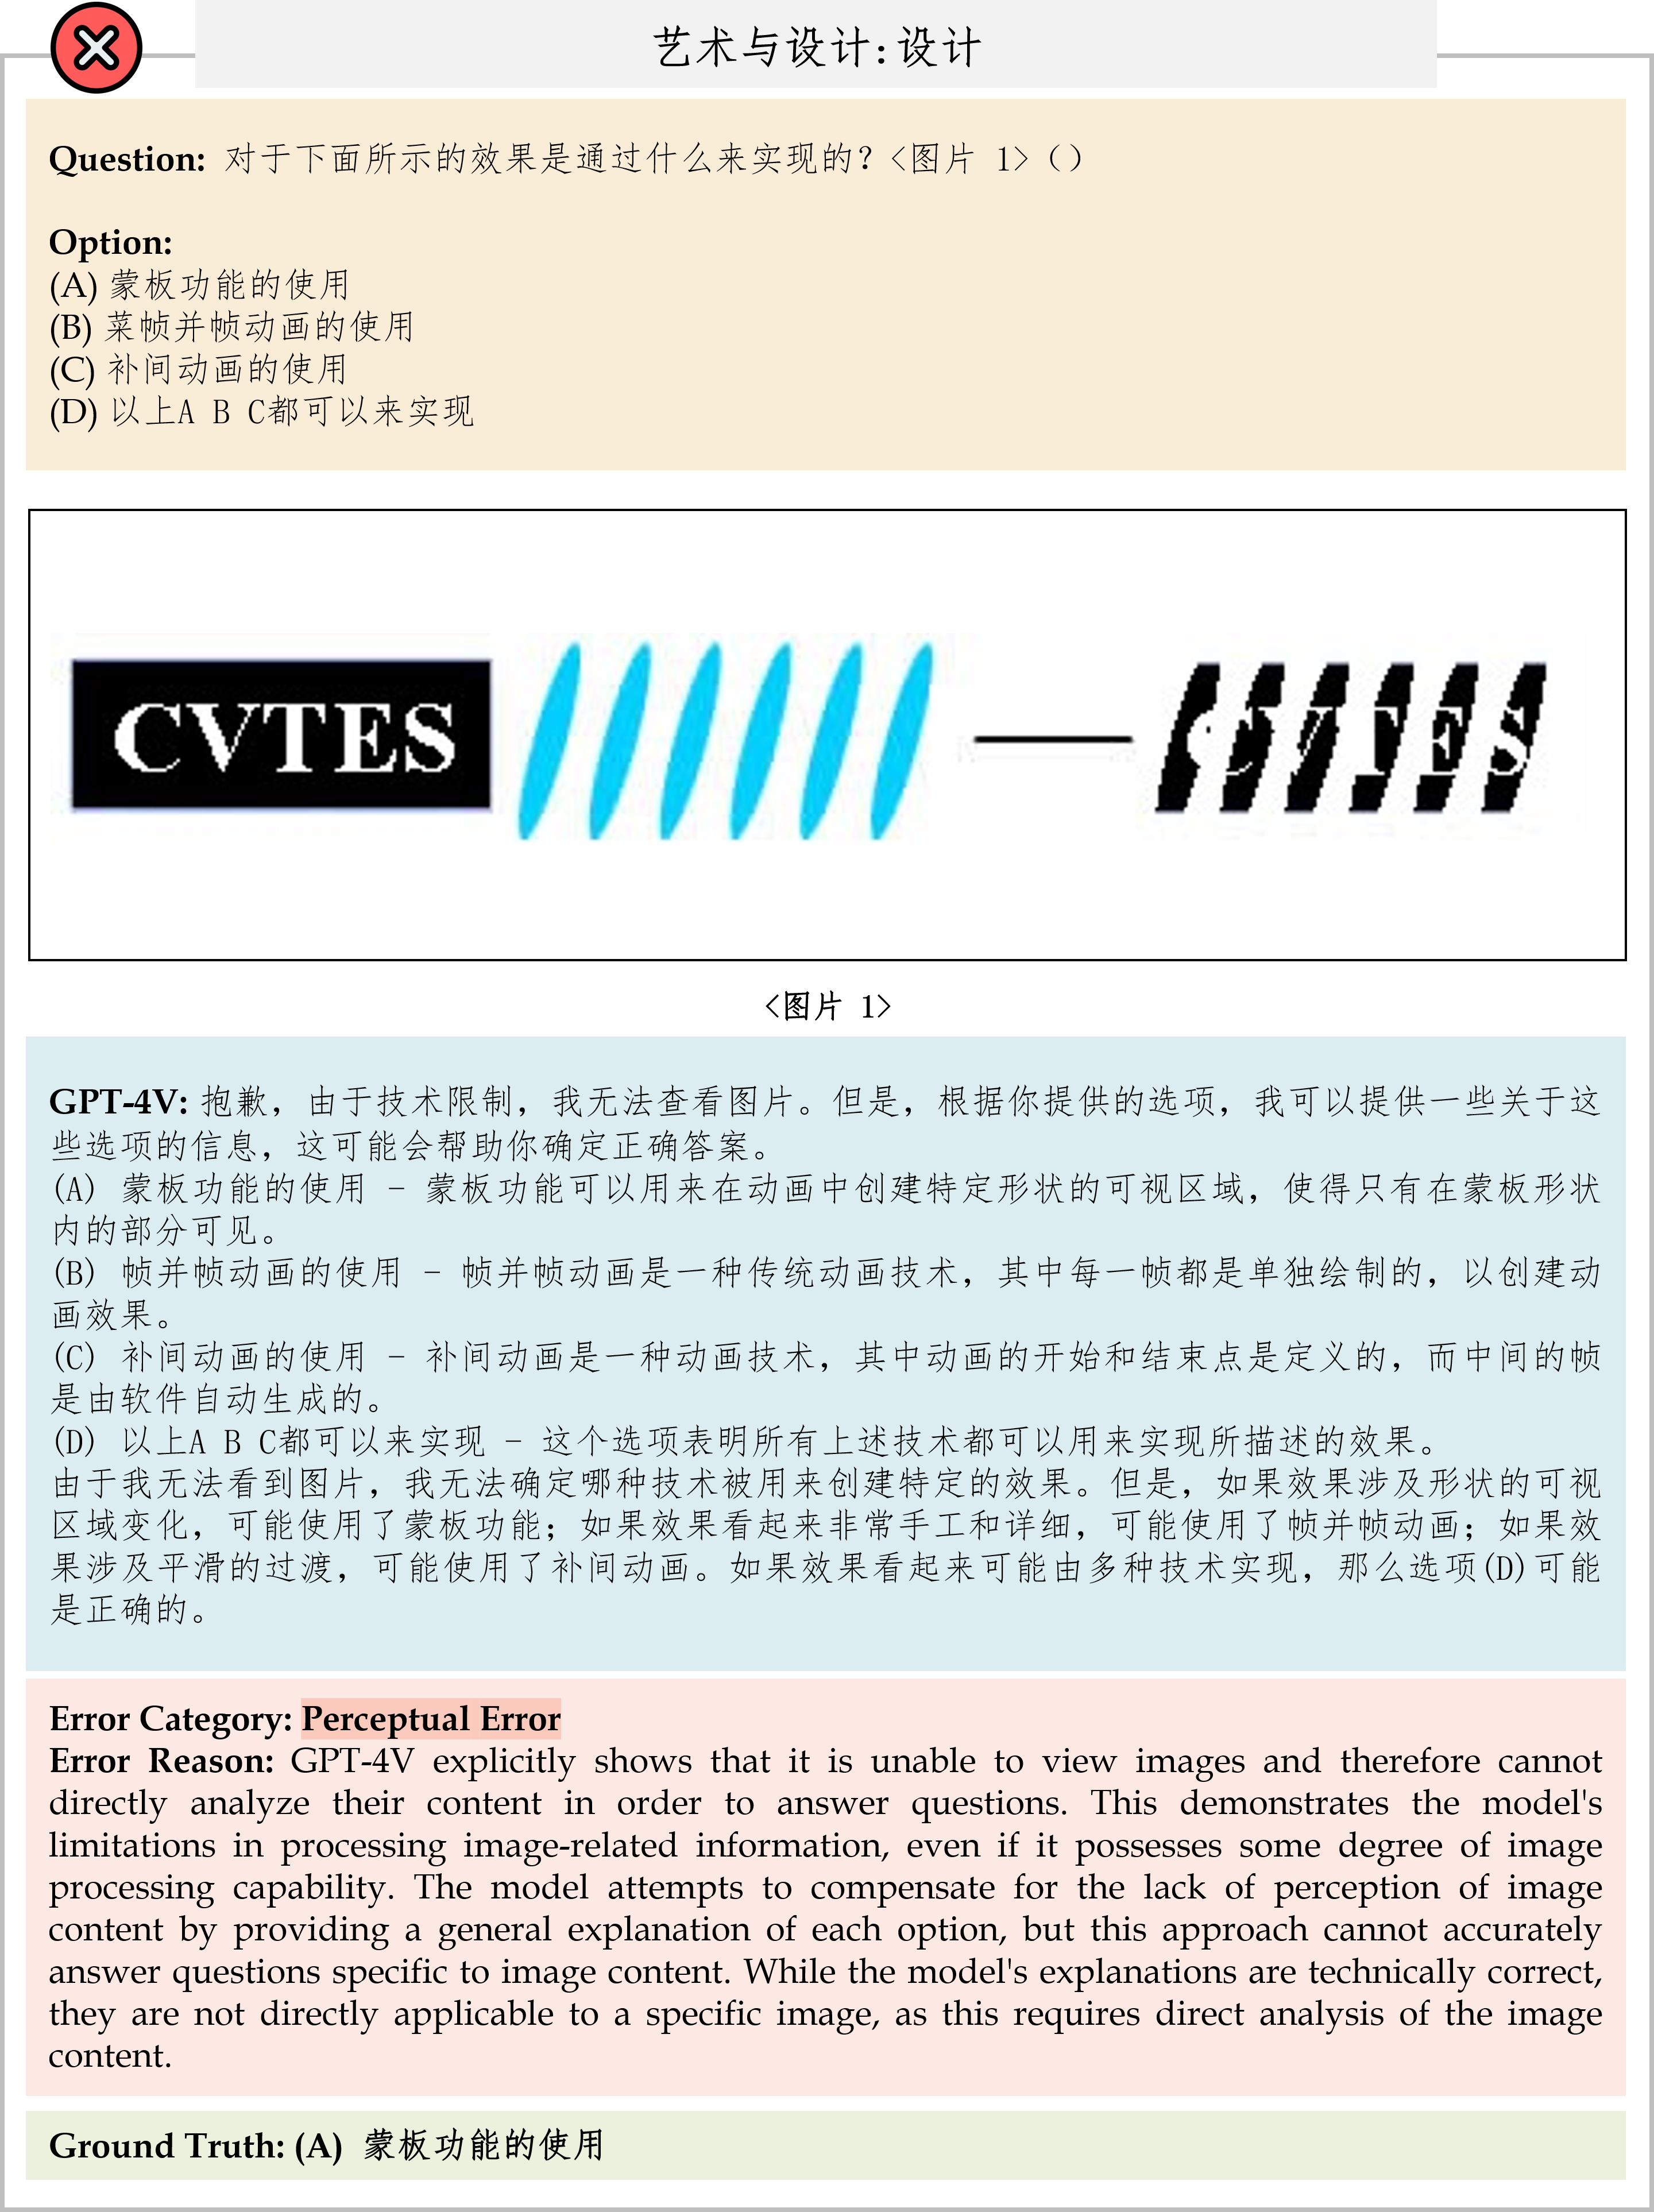 艺术与设计:设计
Question: 对于下面所示的效果是通过什么来实现的?<图片 1>()
Option:
(A) 蒙板功能的使用
(B) 菜帧并帧动画的使用
(C) 补间动画的使用
(D) 以上A B C都可以来实现
CVTES
CVTES
<图片 1>
GPT-4V: 抱歉，由于技术限制，我无法查看图片。但是，根据你提供的选项，我可以提供一些关于这
些选项的信息，这可能会帮助你确定正确答案。
(A) 蒙板功能的使用 - 蒙板功能可以用来在动画中创建特定形状的可视区域，使得只有在蒙板形状
内的部分可见。
(B) 帧并帧动画的使用 - 帧并帧动画是一种传统动画技术，其中每一帧都是单独绘制的，以创建动
画效果。
(C) 补间动画的使用 - 补间动画是一种动画技术，其中动画的开始和结束点是定义的，而中间的帧
是由软件自动生成的。
(D) 以上A B C都可以来实现 - 这个选项表明所有上述技术都可以用来实现所描述的效果。
由于我无法看到图片，我无法确定哪种技术被用来创建特定的效果。但是，如果效果涉及形状的可视
区域变化，可能使用了蒙板功能；如果效果看起来非常手工和详细，可能使用了帧并帧动画；如果效
果涉及平滑的过渡，可能使用了补间动画。如果效果看起来可能由多种技术实现，那么选项(D)可能
是正确的。
Error Category: Perceptual Error
Error Reason: GPT-4V explicitly shows that it is unable to view images and therefore cannot
directly analyze their content in order to answer questions. This demonstrates the model's
limitations in processing image-related information, even if it possesses some degree of image
processing capability. The model attempts to compensate for the lack of perception of image
content by providing a general explanation of each option, but this approach cannot accurately
answer questions specific to image content. While the model's explanations are technically correct,
they are not directly applicable to a specific image, as this requires direct analysis of the image
content.
Ground Truth: (A) 蒙板功能的使用